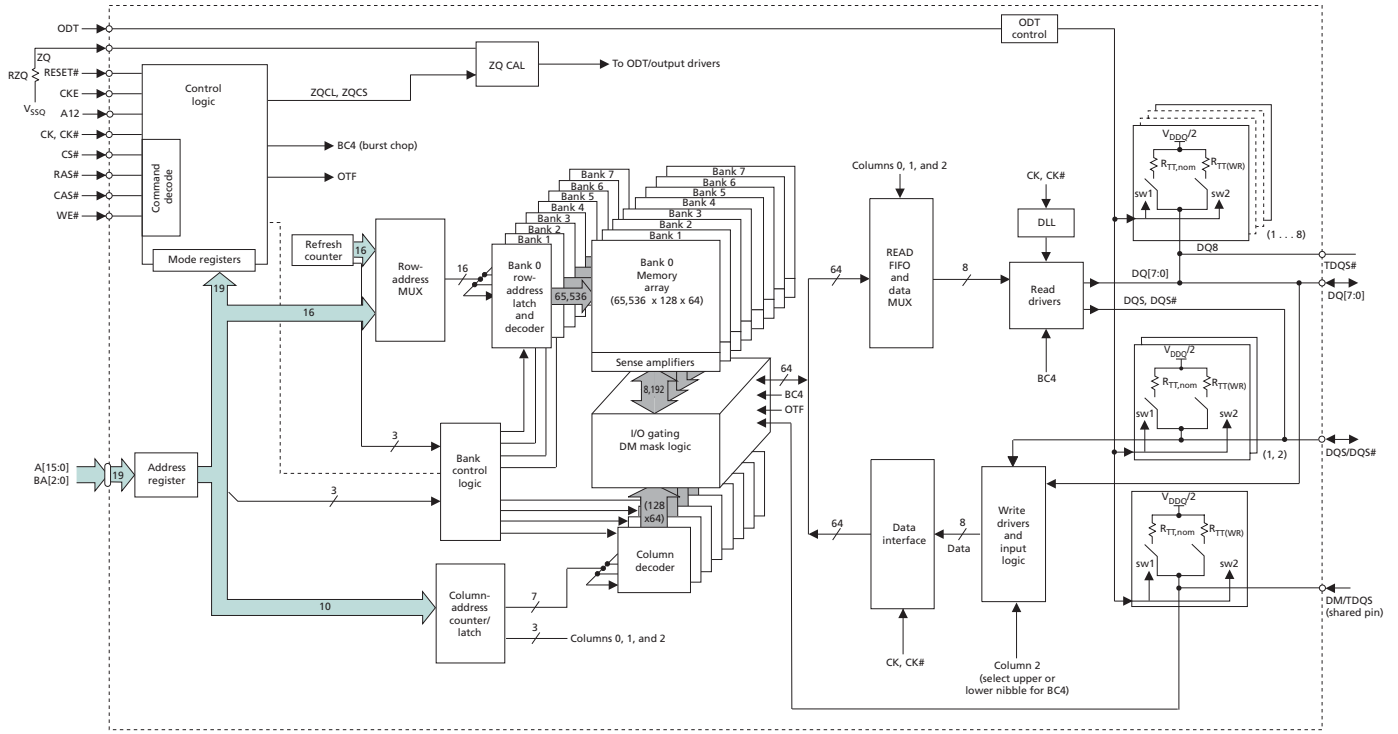 ODT
ODT
control
ZQ
RZQ
VSSQ
RESET#
CKE
A12
CK, CK#
CS#
RAS#
CAS#
WE#
Control
logic
Command
decode
Mode registers
ZQ CAL
To ODT/output drivers
ZQCL, ZQCS
BC4 (burst chop)
OTF
Refresh
counter
16
Row-
address
MUX
16
19
16
Bank 7
Bank 6
Bank 5
Bank 4
Bank 3
Bank 2
Bank 1
Bank 0
row-
address
latch
and
decoder
65,536
Bank 7
Bank 6
Bank 5
Bank 4
Bank 3
Bank 2
Bank 1
Bank 0
Memory
array
(65,536 x 128 x 64)
Sense amplifiers
8,192
I/O gating
DM mask logic
64
BC4
OTF
(128
x64)
Column
decoder
3
Bank
control
logic
3
A[15:0]
BA[2:0]
19
Address
register
10
Column-
address
counter/
latch
7
3
Columns 0, 1, and 2
Columns 0, 1, and 2
64
READ
FIFO
and
data
MUX
8
CK, CK#
DLL
Read
drivers
BC4
DQ8
DQ[7:0]
DQS, DQS#
64
Data
interface
8
Data
Write
drivers
and
input
logic
CK, CK#
Column 2
(select upper or
lower nibble for BC4)
VDDQ/2
RTT,nom
RTT(WR)
sw1
sw2
(1 . . . 8)
TDQS#
DQ[7:0]
VDDQ/2
RTT,nom
RTT(WR)
sw1
sw2
(1, 2)
DQS/DQS#
VDDQ/2
RTT,nom
RTT(WR)
sw1
sw2
DM/TDQS
(shared pin)